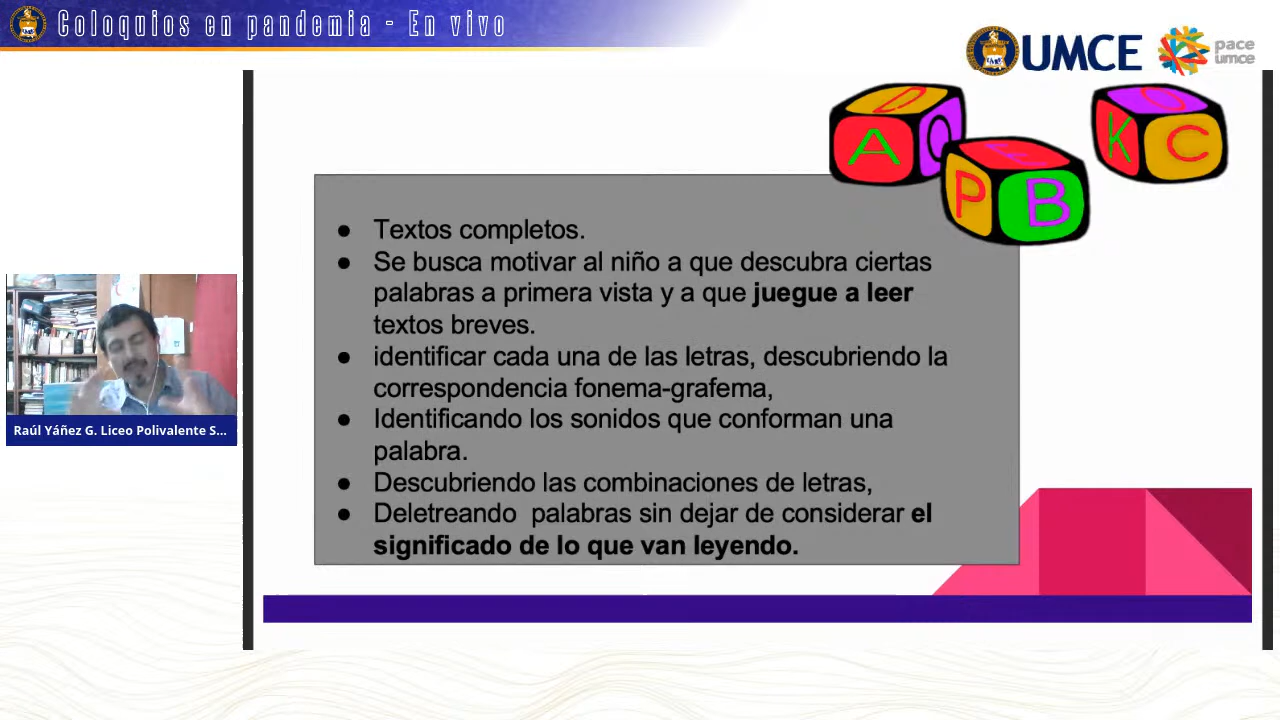 Coloquios en pandemia - En vivo
UMCE
pace
umce
D
A
O
P
B
K
C
● Textos completos.
● Se busca motivar al niño a que descubra ciertas
palabras a primera vista y a que juegue a leer
textos breves.
● identificar cada una de las letras, descubriendo la
correspondencia fonema-grafema,
● Identificando los sonidos que conforman una
palabra.
● Descubriendo las combinaciones de letras,
● Deletreando palabras sin dejar de considerar el
significado de lo que van leyendo.
Raúl Yáñez G. Liceo Polivalente S...